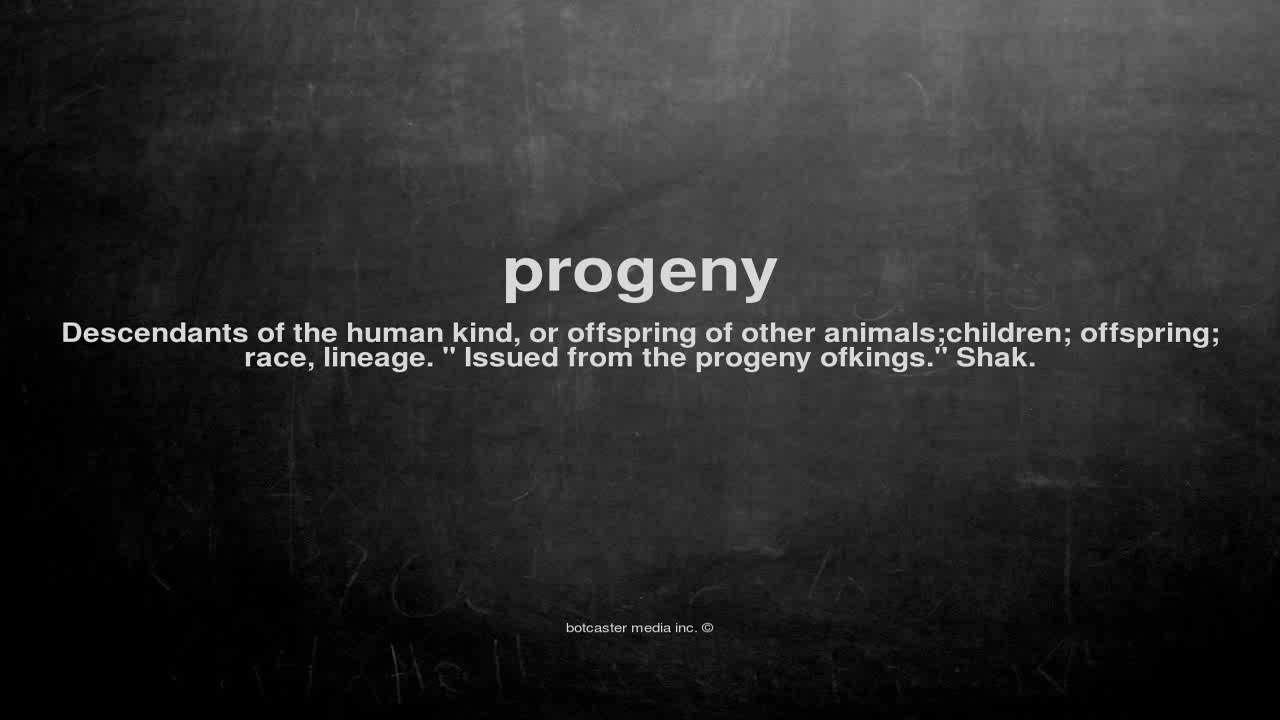 progeny
Descendants of the human kind, or offspring of other animals;children; offspring;
race, lineage. " Issued from the progeny ofkings." Shak.
botcaster media inc. ©